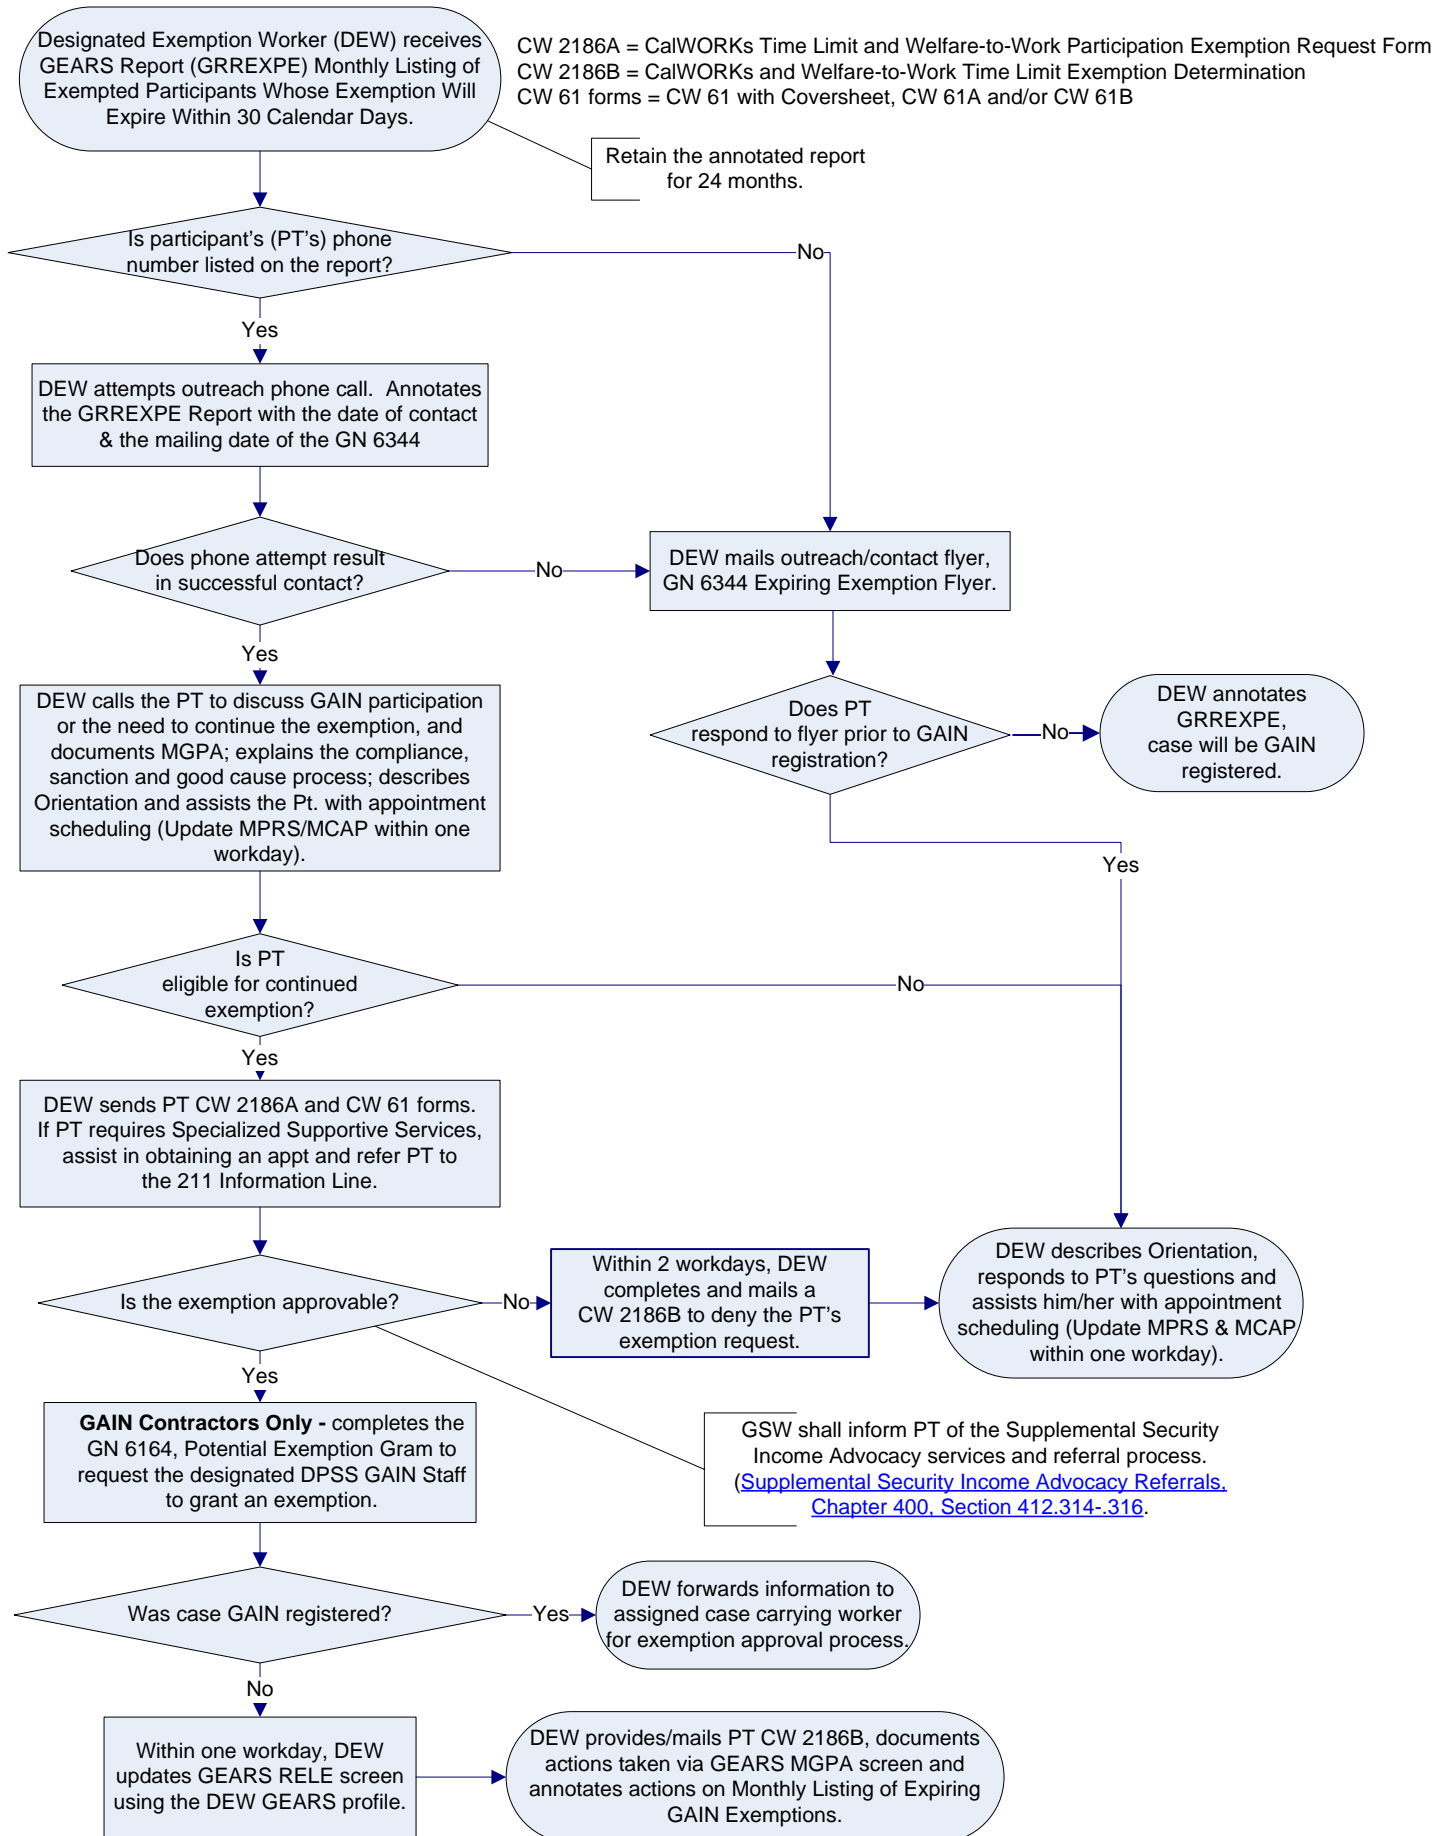 Designated Exemption Worker (DEW) receives
GEARS Report (GRREXPE) Monthly Listing of
Exempted Participants Whose Exemption Will
Expire Within 30 Calendar Days.
CW 2186A = CalWORKs Time Limit and Welfare-to-Work Participation Exemption Request Form
CW 2186B = CalWORKs and Welfare-to-Work Time Limit Exemption Determination
CW 61 forms = CW 61 with Coversheet, CW 61A and/or CW 61B
Retain the annotated report
for 24 months.
Is participant's (PT's) phone
number listed on the report?
No
Yes
DEW attempts outreach phone call.  Annotates
the GRREXPE Report with the date of contact
& the mailing date of the GN 6344
Does phone attempt result
in successful contact?
No
DEW mails outreach/contact flyer,
GN 6344 Expiring Exemption Flyer.
Yes
DEW calls the PT to discuss GAIN participation
or the need to continue the exemption, and
documents MGPA; explains the compliance,
sanction and good cause process; describes
Orientation and assists the Pt. with appointment
scheduling (Update MPRS/MCAP within one
workday).
Does PT
respond to flyer prior to GAIN
registration?
No
DEW annotates
GRREXPE,
case will be GAIN
registered.
Yes
Is PT
eligible for continued
exemption?
No
Yes
DEW sends PT CW 2186A and CW 61 forms.
If PT requires Specialized Supportive Services,
assist in obtaining an appt and refer PT to
the 211 Information Line.
Is the exemption approvable?
No
Within 2 workdays, DEW
completes and mails a
CW 2186B to deny the PT's
exemption request.
DEW describes Orientation,
responds to PT's questions and
assists him/her with appointment
scheduling (Update MPRS & MCAP
within one workday).
Yes
GAIN Contractors Only - completes the
GN 6164, Potential Exemption Gram to
request the designated DPSS GAIN Staff
to grant an exemption.
GSW shall inform PT of the Supplemental Security
Income Advocacy services and referral process.
(Supplemental Security Income Advocacy Referrals,
Chapter 400, Section 412.314-.316.
Was case GAIN registered?
Yes
DEW forwards information to
assigned case carrying worker
for exemption approval process.
No
Within one workday, DEW
updates GEARS RELE screen
using the DEW GEARS profile.
DEW provides/mails PT CW 2186B, documents
actions taken via GEARS MGPA screen and
annotates actions on Monthly Listing of Expiring
GAIN Exemptions.